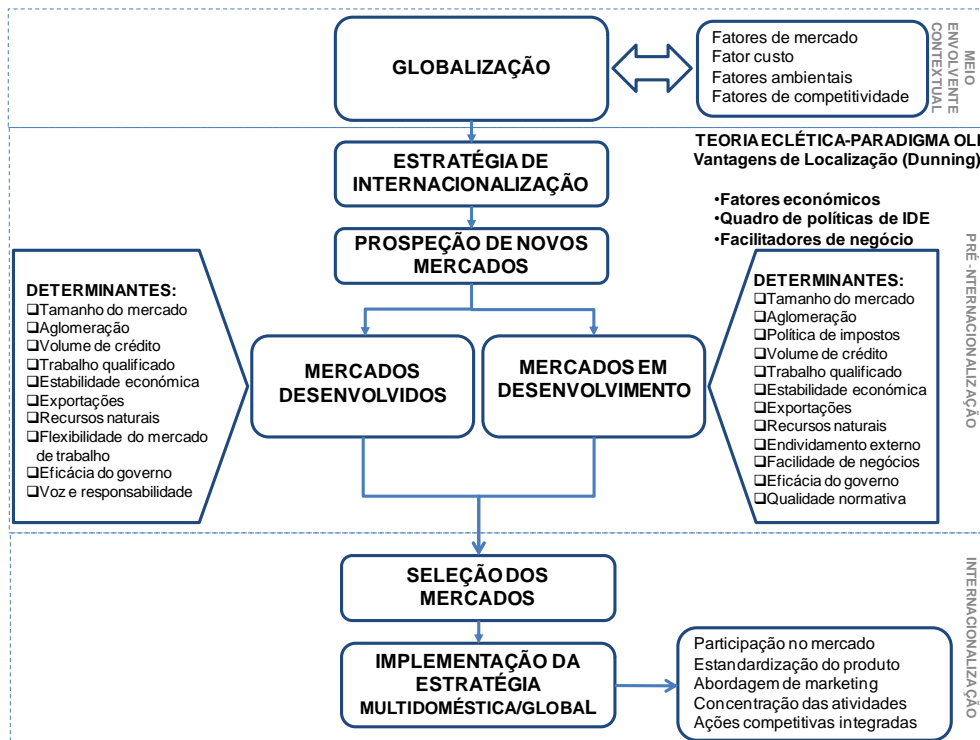 GLOBALIZAÇÃO
Fatores de mercado
Fator custo
Fatores ambientais
Fatores de competitividade
MEIO
ENVOLVENTE
CONTEXTUAL
ESTRATÉGIA DE
INTERNACIONALIZAÇÃO
TEORIA ECLÉTICA-PARADIGMA OLI
Vantagens de Localização (Dunning)
•Fatores económicos
•Quadro de políticas de IDE
•Facilitadores de negócio
PROSPEÇÃO DE NOVOS
MERCADOS
DETERMINANTES:
❑Tamanho do mercado
❑Aglomeração
❑Volume de crédito
❑Trabalho qualificado
❑Estabilidade económica
❑Exportações
❑Recursos naturais
❑Flexibilidade do mercado
de trabalho
❑Eficácia do governo
❑Voz e responsabilidade
MERCADOS
DESENVOLVIDOS
MERCADOS EM
DESENVOLVIMENTO
DETERMINANTES:
❑Tamanho do mercado
❑Aglomeração
❑Política de impostos
❑Volume de crédito
❑Trabalho qualificado
❑Estabilidade económica
❑Exportações
❑Recursos naturais
❑Endividamento externo
❑Facilidade de negócios
❑Eficácia do governo
❑Qualidade normativa
PRÉ -NTERNACIONALIZAÇÃO
SELEÇÃO DOS
MERCADOS
IMPLEMENTAÇÃO DA
ESTRATÉGIA
MULTIDOMÉSTICA/GLOBAL
Participação no mercado
Estandardização do produto
Abordagem de marketing
Concentração das atividades
Ações competitivas integradas
INTERNACIONALIZAÇÃO